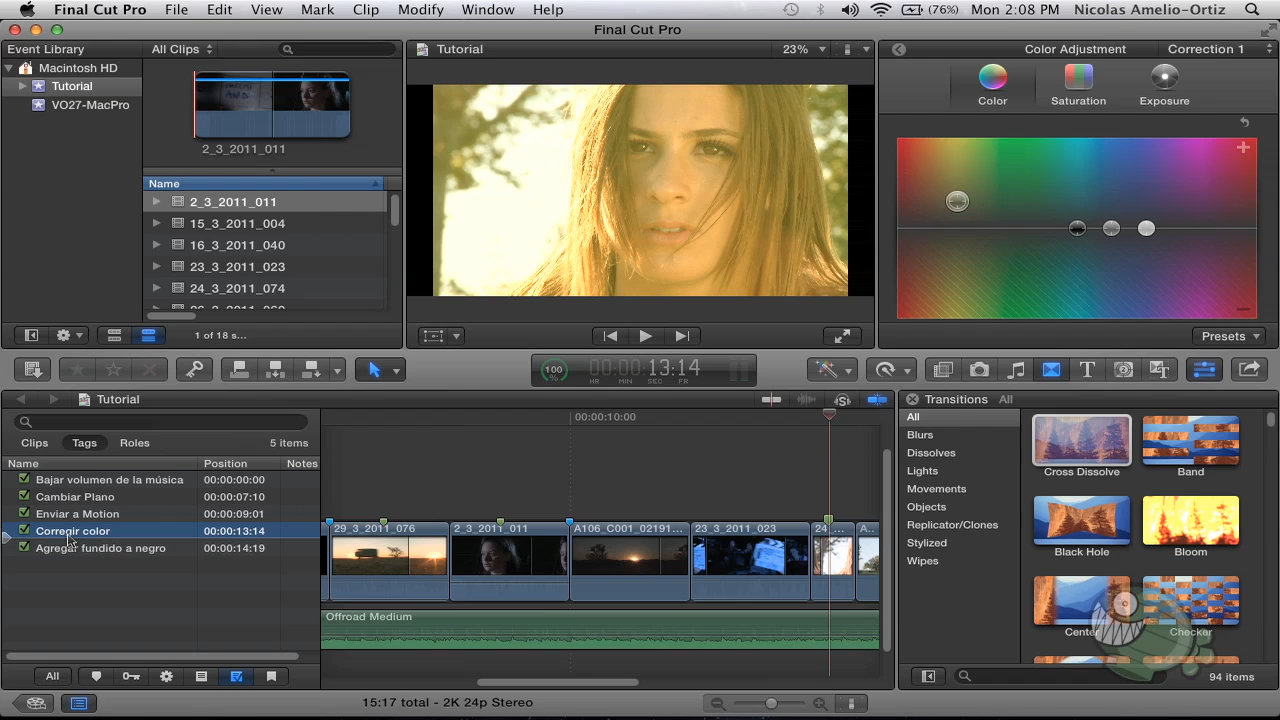 Final Cut Pro File Edit View Mark Clip Modify Window Help (76%) Mon 2:08 PM Nicolas Amelio-Ortiz
Final Cut Pro
Event Library All Clips Tutorial 23% Color Adjustment Correction 1
Macintosh HD
Tutorial
VO27-MacPro
Color Saturation Exposure
2_3_2011_011
Name
2_3_2011_011
15_3_2011_004
16_3_2011_040
23_3_2011_023
24_3_2011_074
1 of 18 s... Presets
100 % 00:00:13:14
HR MIN SEC FR
Tutorial Transitions All
00:00:10:00
Clips Tags Roles 5 items
Name Position Notes
Bajar volumen de la música 00:00:00:00
Cambiar Plano 00:00:07:10
Enviar a Motion 00:00:09:01
Corregir color 00:00:13:14
Agregar fundido a negro 00:00:14:19
29_3_2011_076 2_3_2011_011 A106_C001_02191... 23_3_2011_023 24_... A..
Offroad Medium
All
Blurs
Dissolves
Lights
Movements
Objects
Replicator/Clones
Stylized
Wipes
Cross Dissolve Band
Black Hole Bloom
Center Checker
All
94 items
15:17 total - 2K 24p Stereo